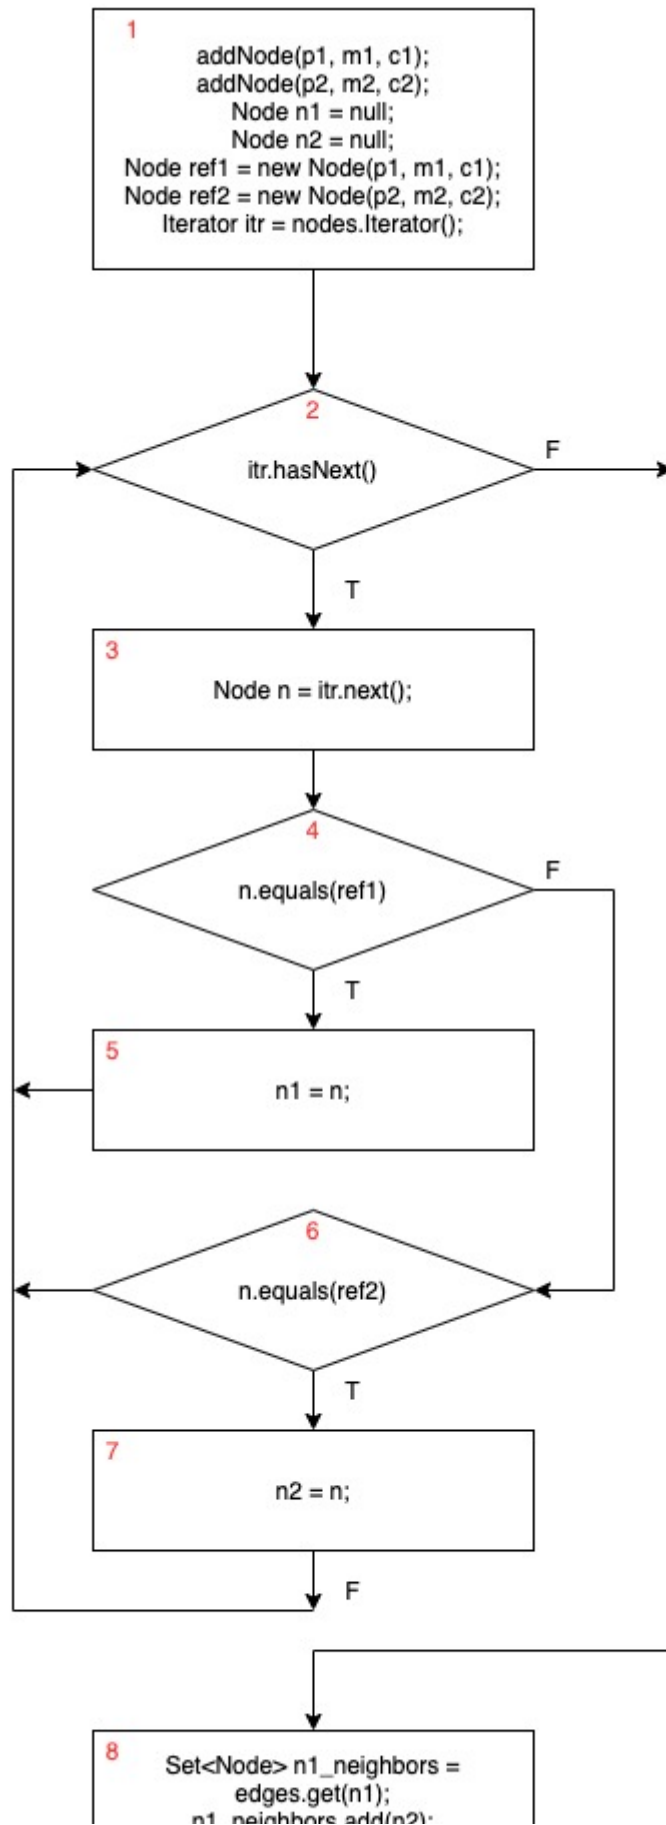 1
addNode(p1, m1, c1);
addNode(p2, m2, c2);
Node n1 = null;
Node n2 = null;
Node ref1 = new Node(p1, m1, c1);
Node ref2 = new Node(p2, m2, c2);
Iterator itr = nodes.Iterator();
2
itr.hasNext()
F
T
3
Node n = itr.next();
4
n.equals(ref1)
F
T
5
n1 = n;
6
n.equals(ref2)
T
7
n2 = n;
F
8
Set<Node> n1_neighbors =
edges.get(n1);
n1_neighbors.add(n2);